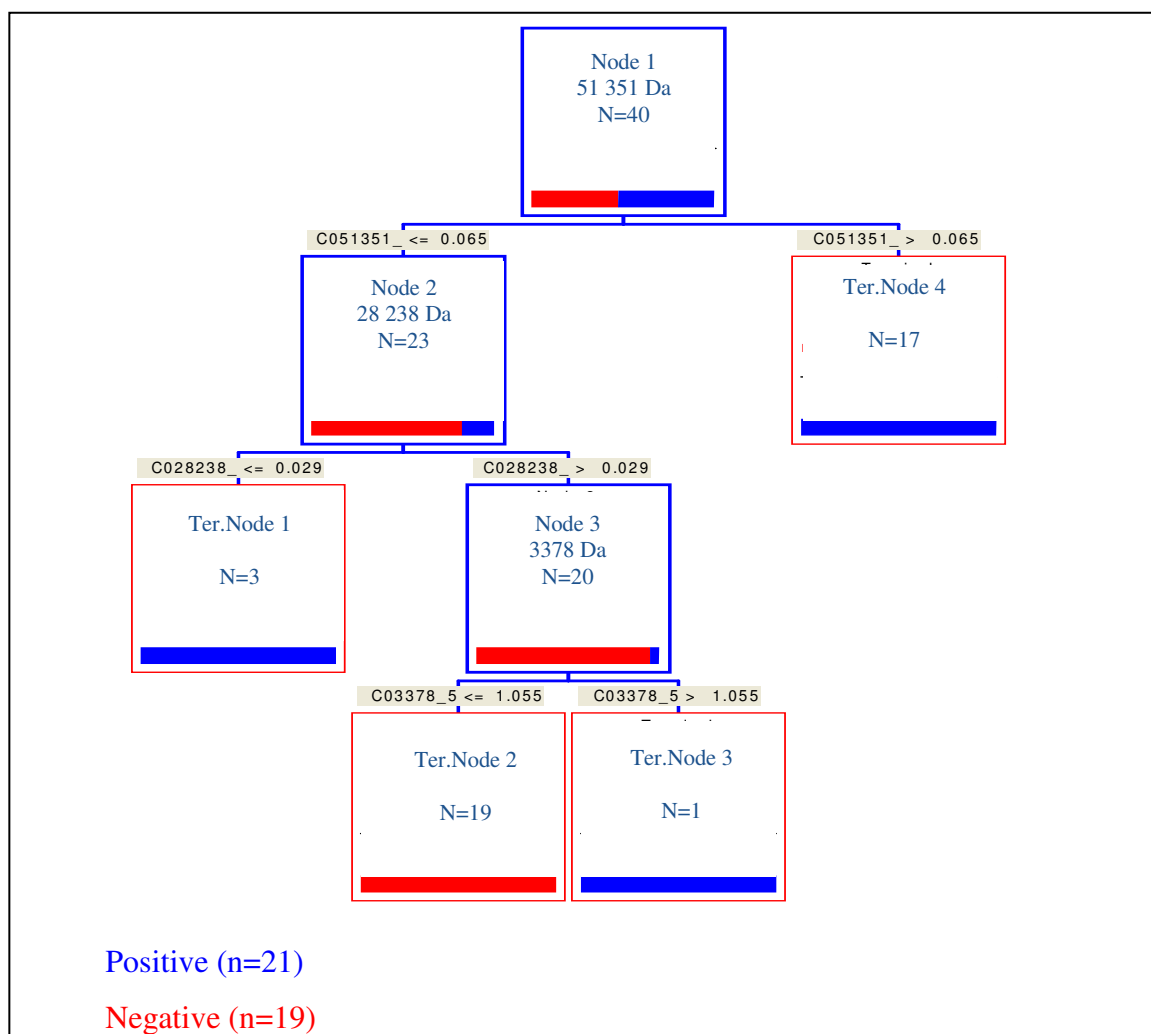 Node 1
51 351 Da
N=40
C051351_ <= 0.065
C051351_ > 0.065
Node 2
28 238 Da
N=23
Ter.Node 4
N=17
C028238_ <= 0.029
C028238_ > 0.029
Ter.Node 1
N=3
Node 3
3378 Da
N=20
C03378_5 <= 1.055
C03378_5 > 1.055
Ter.Node 2
N=19
Ter.Node 3
N=1
Positive (n=21)
Negative (n=19)